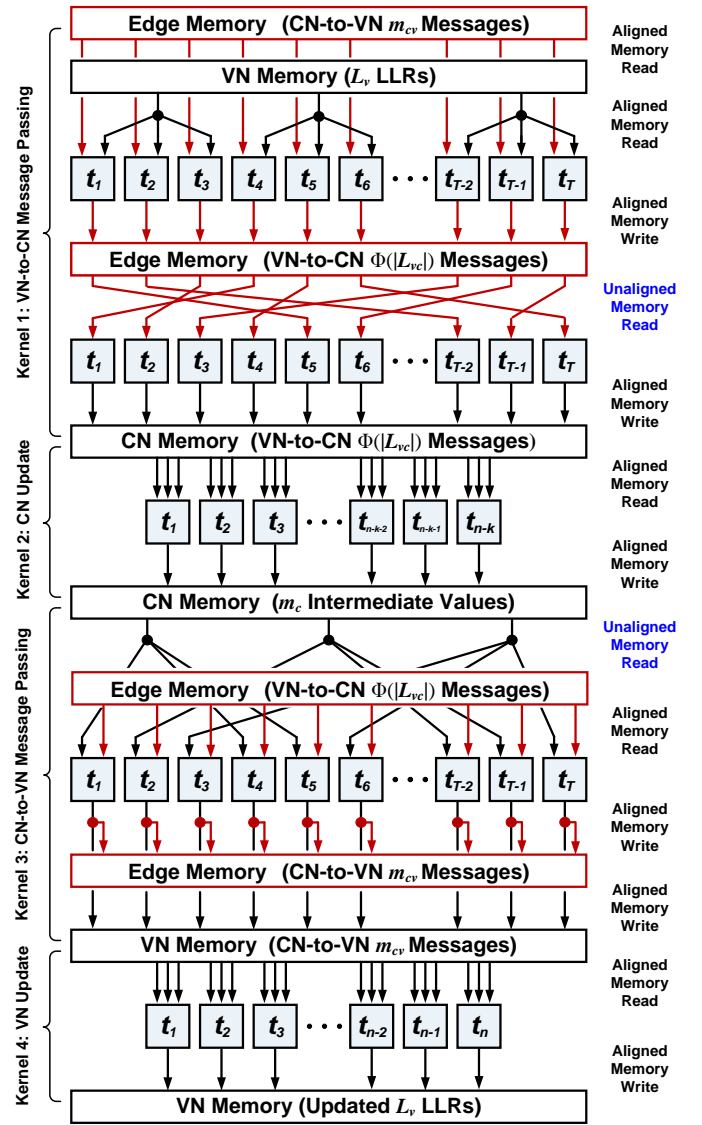 Edge Memory (CN-to-VN m_cv Messages)
Aligned
Memory
Read
VN Memory (L_v LLRs)
Aligned
Memory
Read
t_1 t_2 t_3 t_4 t_5 t_6 ... t_T-2 t_T-1 t_T
Aligned
Memory
Write
Edge Memory (VN-to-CN Φ(|L_vc|) Messages)
Unaligned
Memory
Read
t_1 t_2 t_3 t_4 t_5 t_6 ... t_T-2 t_T-1 t_T
Aligned
Memory
Write
Kernel 1: VN-to-CN Message Passing
CN Memory (VN-to-CN Φ(|L_vc|) Messages)
Aligned
Memory
Read
t_1 t_2 t_3 ... t_n-k-2 t_n-k-1 t_n-k
Aligned
Memory
Write
Kernel 2: CN Update
CN Memory (m_c Intermediate Values)
Unaligned
Memory
Read
Edge Memory (VN-to-CN Φ(|L_vc|) Messages)
Aligned
Memory
Read
t_1 t_2 t_3 t_4 t_5 t_6 ... t_T-2 t_T-1 t_T
Aligned
Memory
Write
Edge Memory (CN-to-VN m_cv Messages)
Aligned
Memory
Write
Kernel 3: CN-to-VN Message Passing
VN Memory (CN-to-VN m_cv Messages)
Aligned
Memory
Read
t_1 t_2 t_3 ... t_n-2 t_n-1 t_n
Aligned
Memory
Write
Kernel 4: VN Update
VN Memory (Updated L_v LLRs)